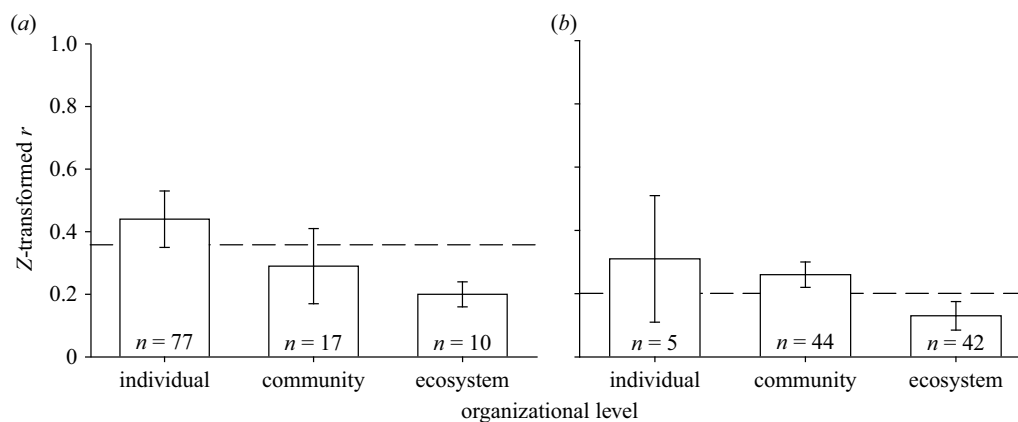 (a)
(b)
Z-transformed r
1.0
0.8
0.6
0.4
0.2
0
n = 77
n = 17
n = 10
n = 5
n = 44
n = 42
individual community ecosystem
individual community ecosystem
organizational level